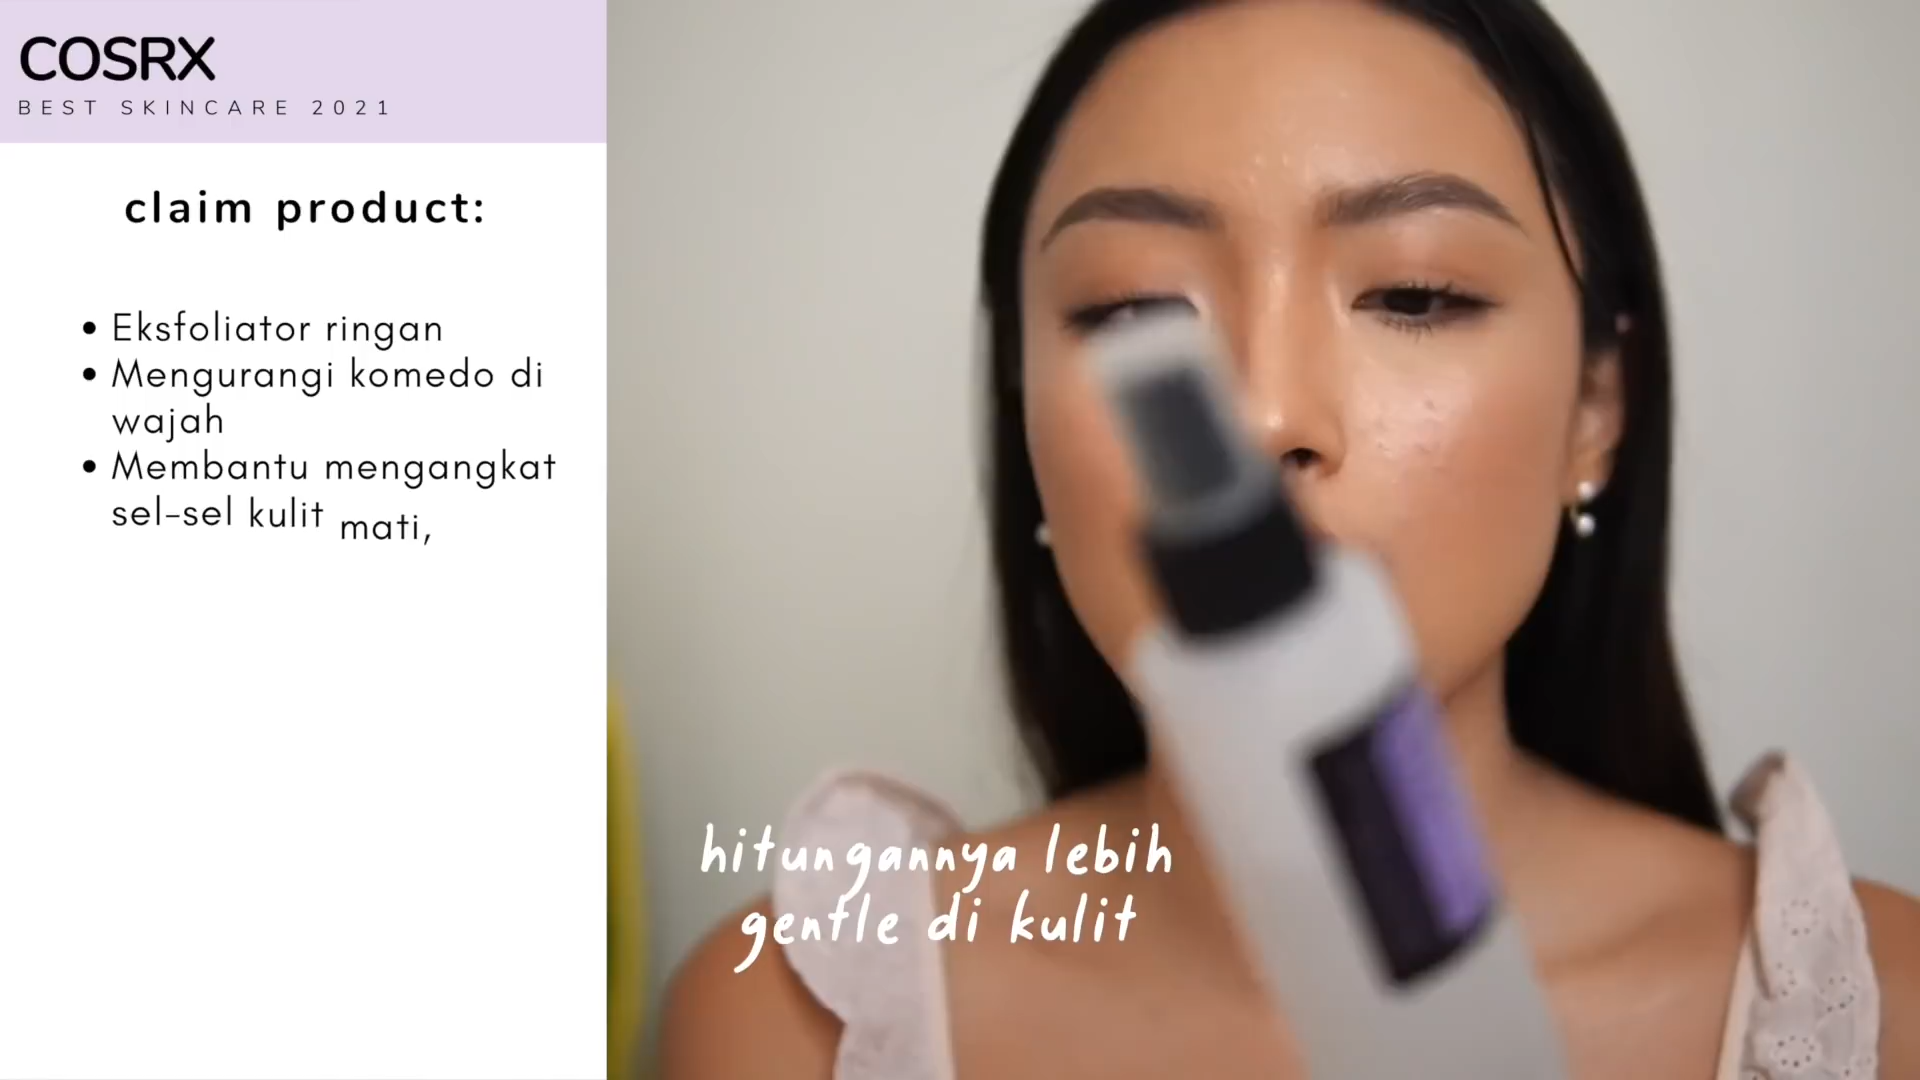 COSRX
BEST SKINCARE 2021
claim product:
• Eksfoliator ringan
• Mengurangi komedo di
wajah
• Membantu mengangkat
sel-sel kulit mati,
hitungannya lebih
gentle di kulit